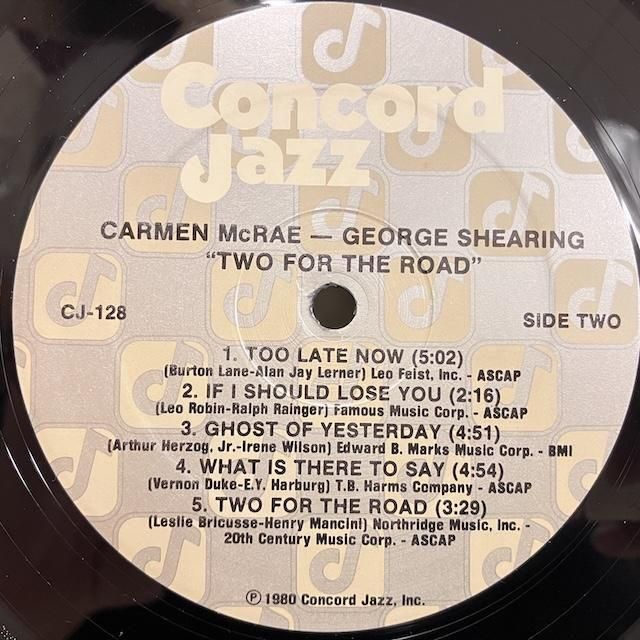 Concord
Jazz
CARMEN McRAE — GEORGE SHEARING
"TWO FOR THE ROAD"
CJ-128
SIDE TWO
1. TOO LATE NOW (5:02)
(Burton Lane-Alan Jay Lerner) Leo Feist, Inc. - ASCAP
2. IF I SHOULD LOSE YOU (2:16)
(Leo Robin-Ralph Rainger) Famous Music Corp. - ASCAP
3. GHOST OF YESTERDAY (4:51)
(Arthur Herzog, Jr.-Irene Wilson) Edward B. Marks Music Corp. - BMI
4. WHAT IS THERE TO SAY (4:54)
(Vernon Duke-E.Y. Harburg) T.B. Harms Company - ASCAP
5. TWO FOR THE ROAD (3:29)
(Leslie Bricusse-Henry Mancini) Northridge Music, Inc. -
20th Century Music Corp. - ASCAP
Ⓟ 1980 Concord Jazz, Inc.